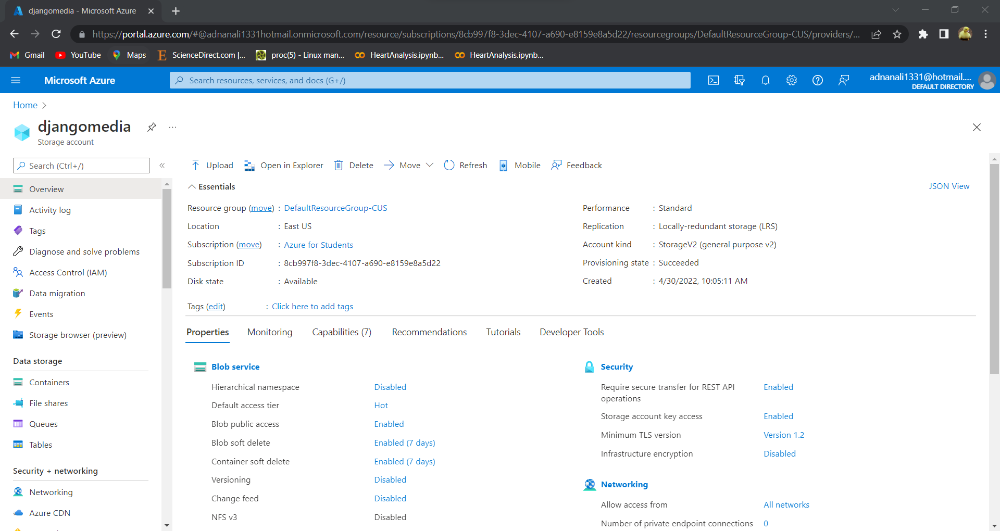 djangomedia - Microsoft Azure
https://portal.azure.com/#@adnanali1331hotmail.onmicrosoft.com/resource/subscriptions/8cb997f8-3dec-4107-a690-e8159e8a5d22/resourcegroups/DefaultResourceGroup-CUS/providers/...
Gmail YouTube Maps ScienceDirect.com |... proc(5) - Linux man... HeartAnalysis.ipynb... HeartAnalysis.ipynb...
Microsoft Azure Search resources, services, and docs (G+/) adnanali1331@hotmail....
DEFAULT DIRECTORY
Home
djangomedia ...
Storage account
Search (Ctrl+/) «
Upload Open in Explorer Delete Move Refresh Mobile Feedback
Overview
Activity log
Tags
Diagnose and solve problems
Access Control (IAM)
Data migration
Events
Storage browser (preview)
Data storage
Containers
File shares
Queues
Tables
Security + networking
Networking
Azure CDN
Essentials JSON View
Resource group (move) : DefaultResourceGroup-CUS
Location : East US
Subscription (move) : Azure for Students
Subscription ID : 8cb997f8-3dec-4107-a690-e8159e8a5d22
Disk state : Available
Performance : Standard
Replication : Locally-redundant storage (LRS)
Account kind : StorageV2 (general purpose v2)
Provisioning state : Succeeded
Created : 4/30/2022, 10:05:11 AM
Tags (edit) : Click here to add tags
Properties Monitoring Capabilities (7) Recommendations Tutorials Developer Tools
Blob service
Hierarchical namespace Disabled
Default access tier Hot
Blob public access Enabled
Blob soft delete Enabled (7 days)
Container soft delete Enabled (7 days)
Versioning Disabled
Change feed Disabled
NFS v3 Disabled
Security
Require secure transfer for REST API Enabled
operations
Storage account key access Enabled
Minimum TLS version Version 1.2
Infrastructure encryption Disabled
Networking
Allow access from All networks
Number of private endpoint connections 0